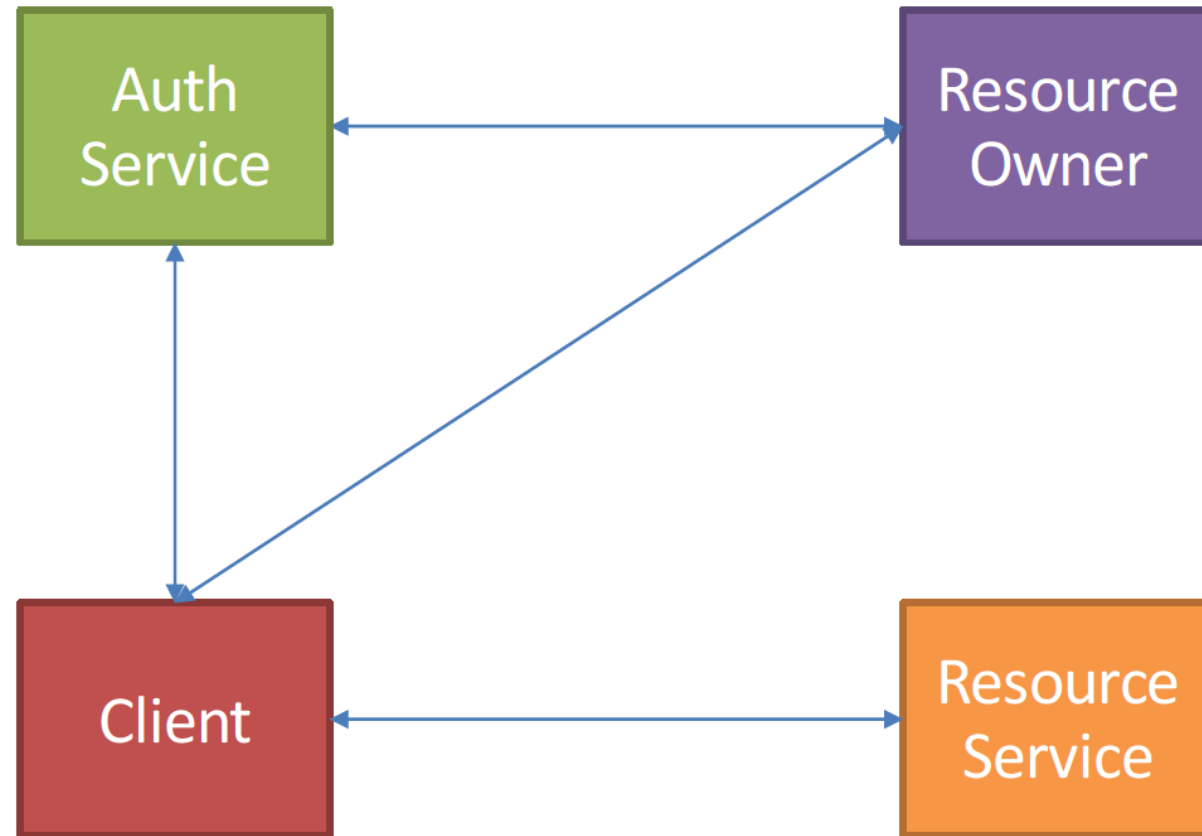 Auth
Service
Resource
Owner
Client
Resource
Service